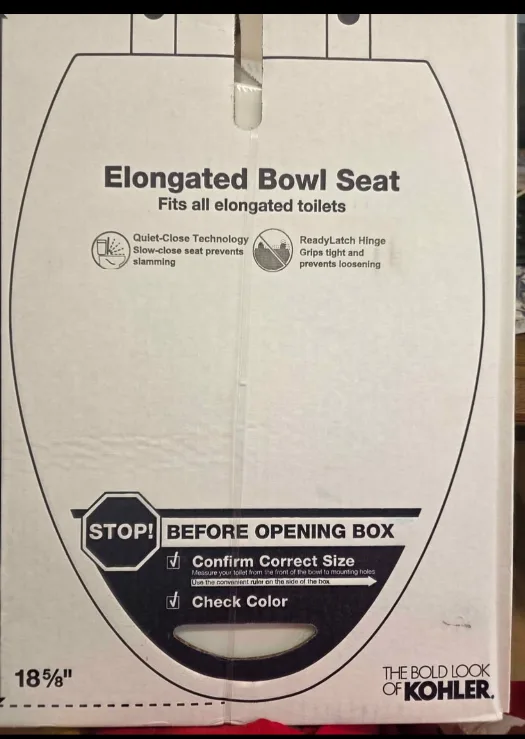 Elongated Bowl Seat
Fits all elongated toilets
Quiet-Close Technology
Slow-close seat prevents
slamming
ReadyLatch Hinge
Grips tight and
prevents loosening
STOP! BEFORE OPENING BOX
Confirm Correct Size
Measure your toilet from the front of the bowl to mounting holes
Use the convenient ruler on the side of the box
Check Color
18⅝"
THE BOLD LOOK
OF KOHLER.